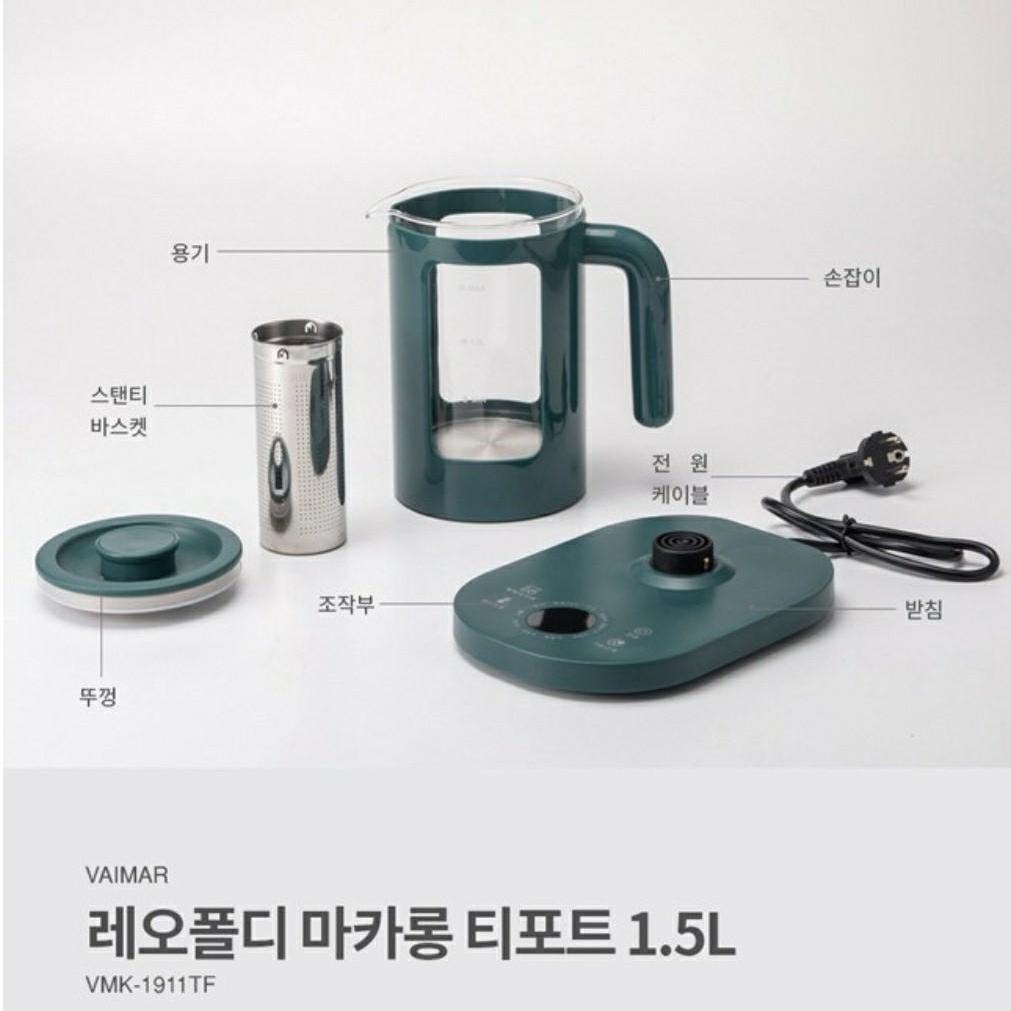 용기
손잡이
스탠티
바스켓
전 원
케이블
조작부
받침
뚜껑
VAIMAR
레오폴디 마카롱 티포트 1.5L
VMK-1911TF